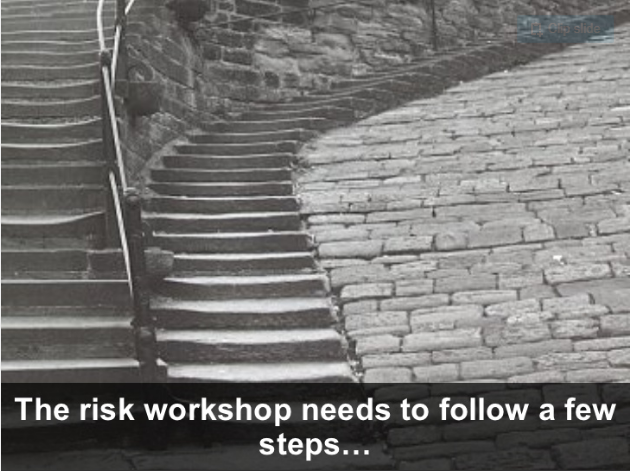 The risk workshop needs to follow a few
steps…